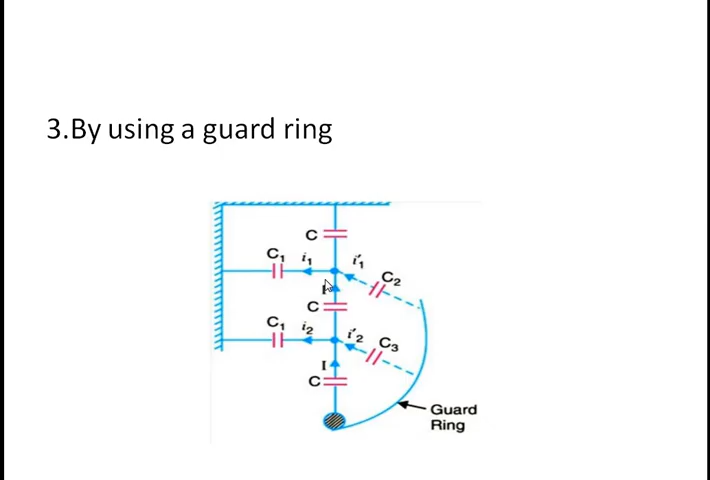 3.By using a guard ring
C
C₁ i₁ i'₁
C₂
I
C
C₁ i₂ i'₂ C₃
I
C
Guard
Ring